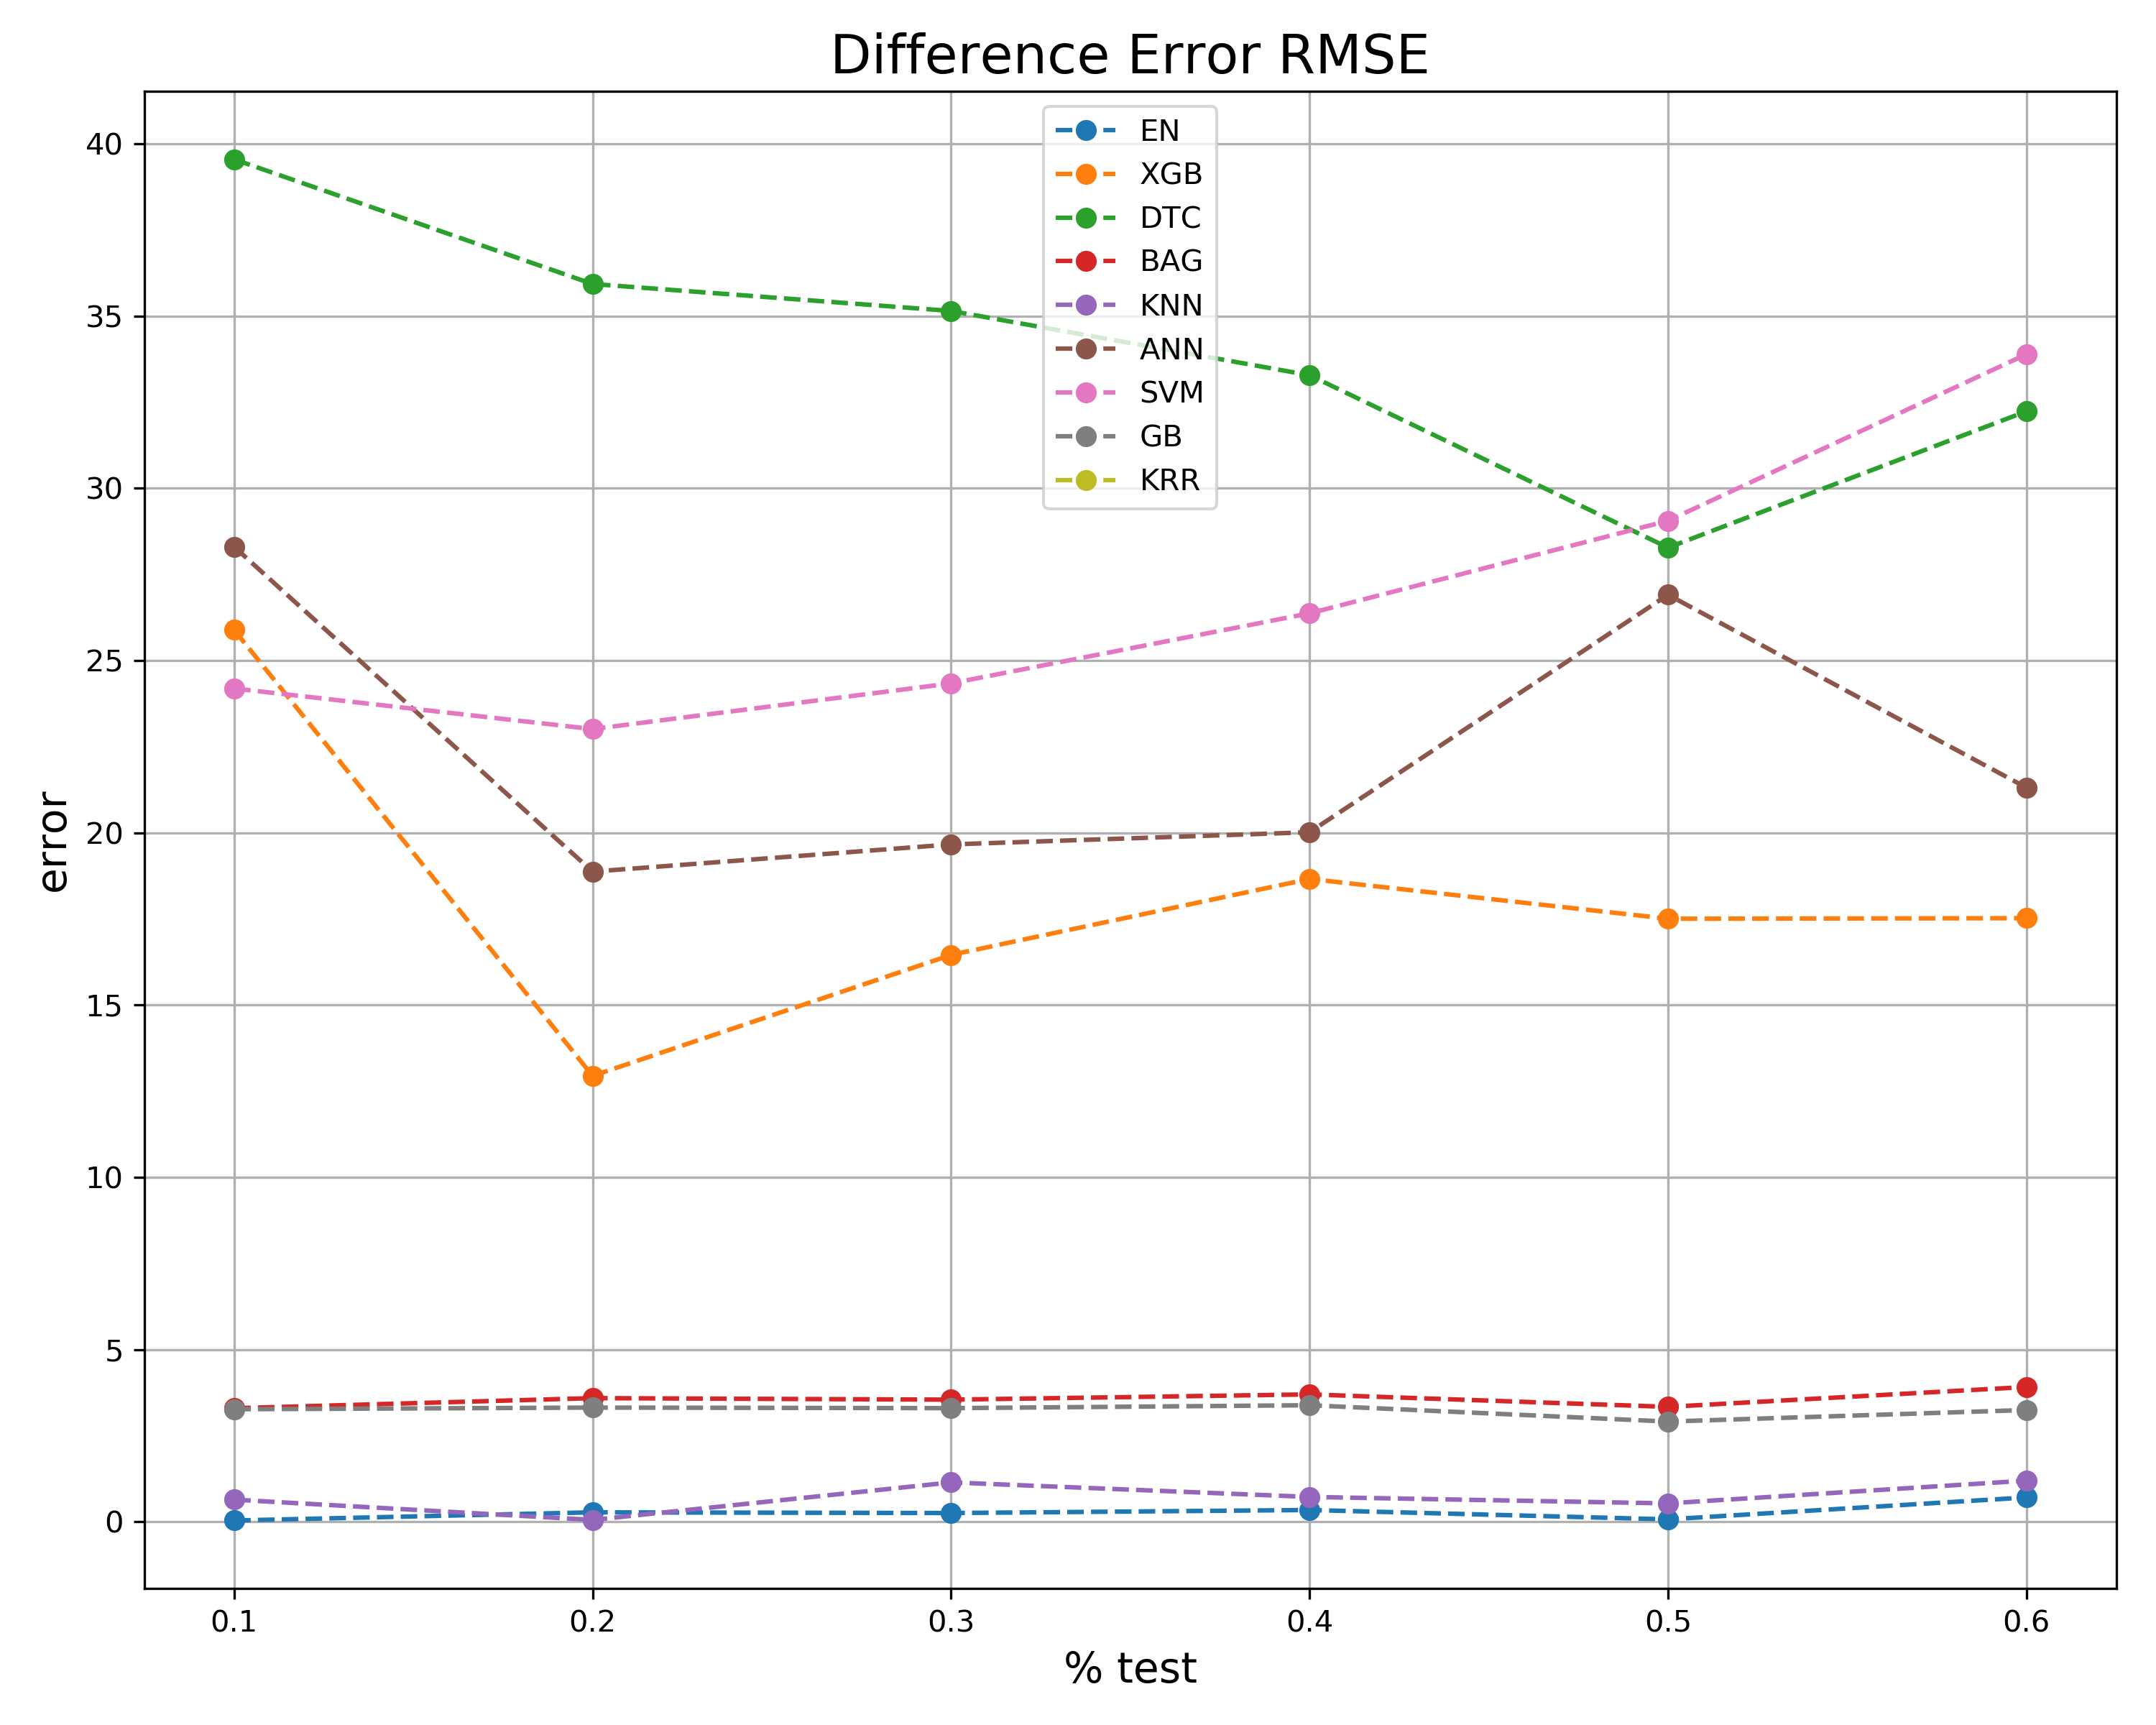 Difference Error RMSE
EN
XGB
DTC
BAG
KNN
ANN
SVM
GB
KRR
40
35
30
25
20
15
10
5
0
error
0.1 0.2 0.3 0.4 0.5 0.6
% test